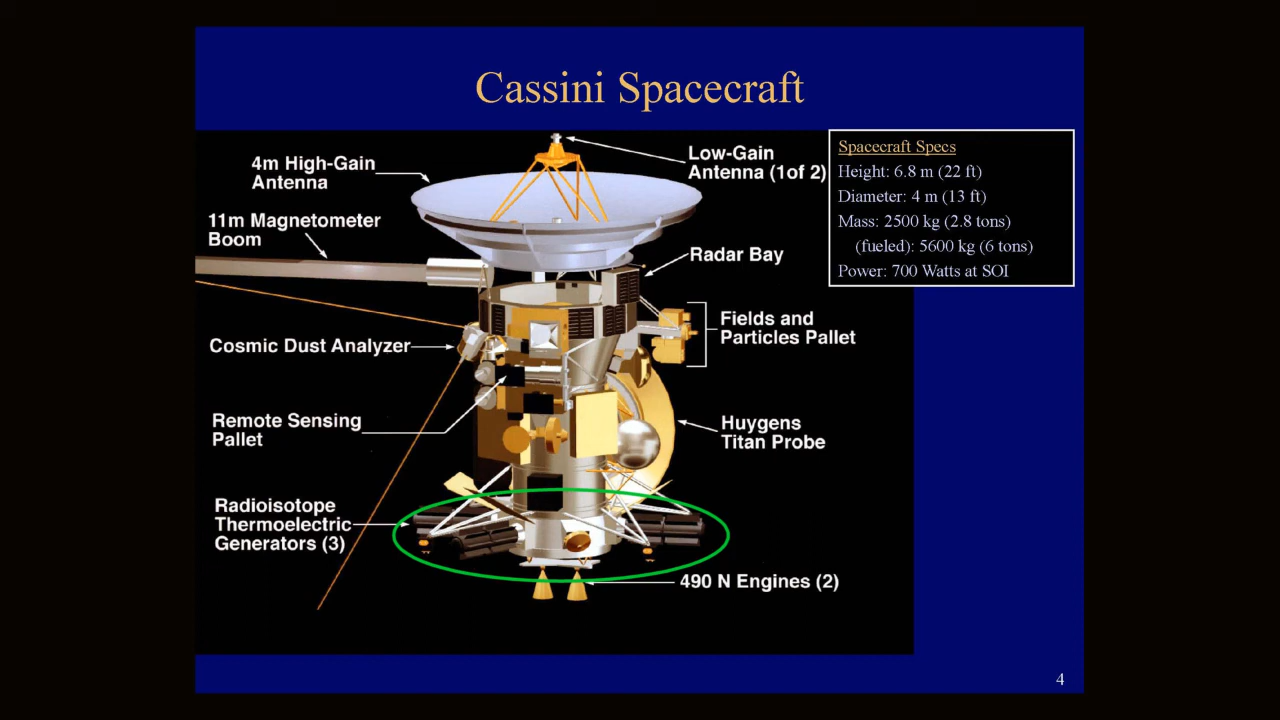 Cassini Spacecraft
4m High-Gain
Antenna
Low-Gain
Antenna (1of 2)
Spacecraft Specs
Height: 6.8 m (22 ft)
Diameter: 4 m (13 ft)
Mass: 2500 kg (2.8 tons)
(fueled): 5600 kg (6 tons)
Power: 700 Watts at SOI
11m Magnetometer
Boom
Radar Bay
Fields and
Particles Pallet
Cosmic Dust Analyzer
Remote Sensing
Pallet
Huygens
Titan Probe
Radioisotope
Thermoelectric
Generators (3)
490 N Engines (2)
4